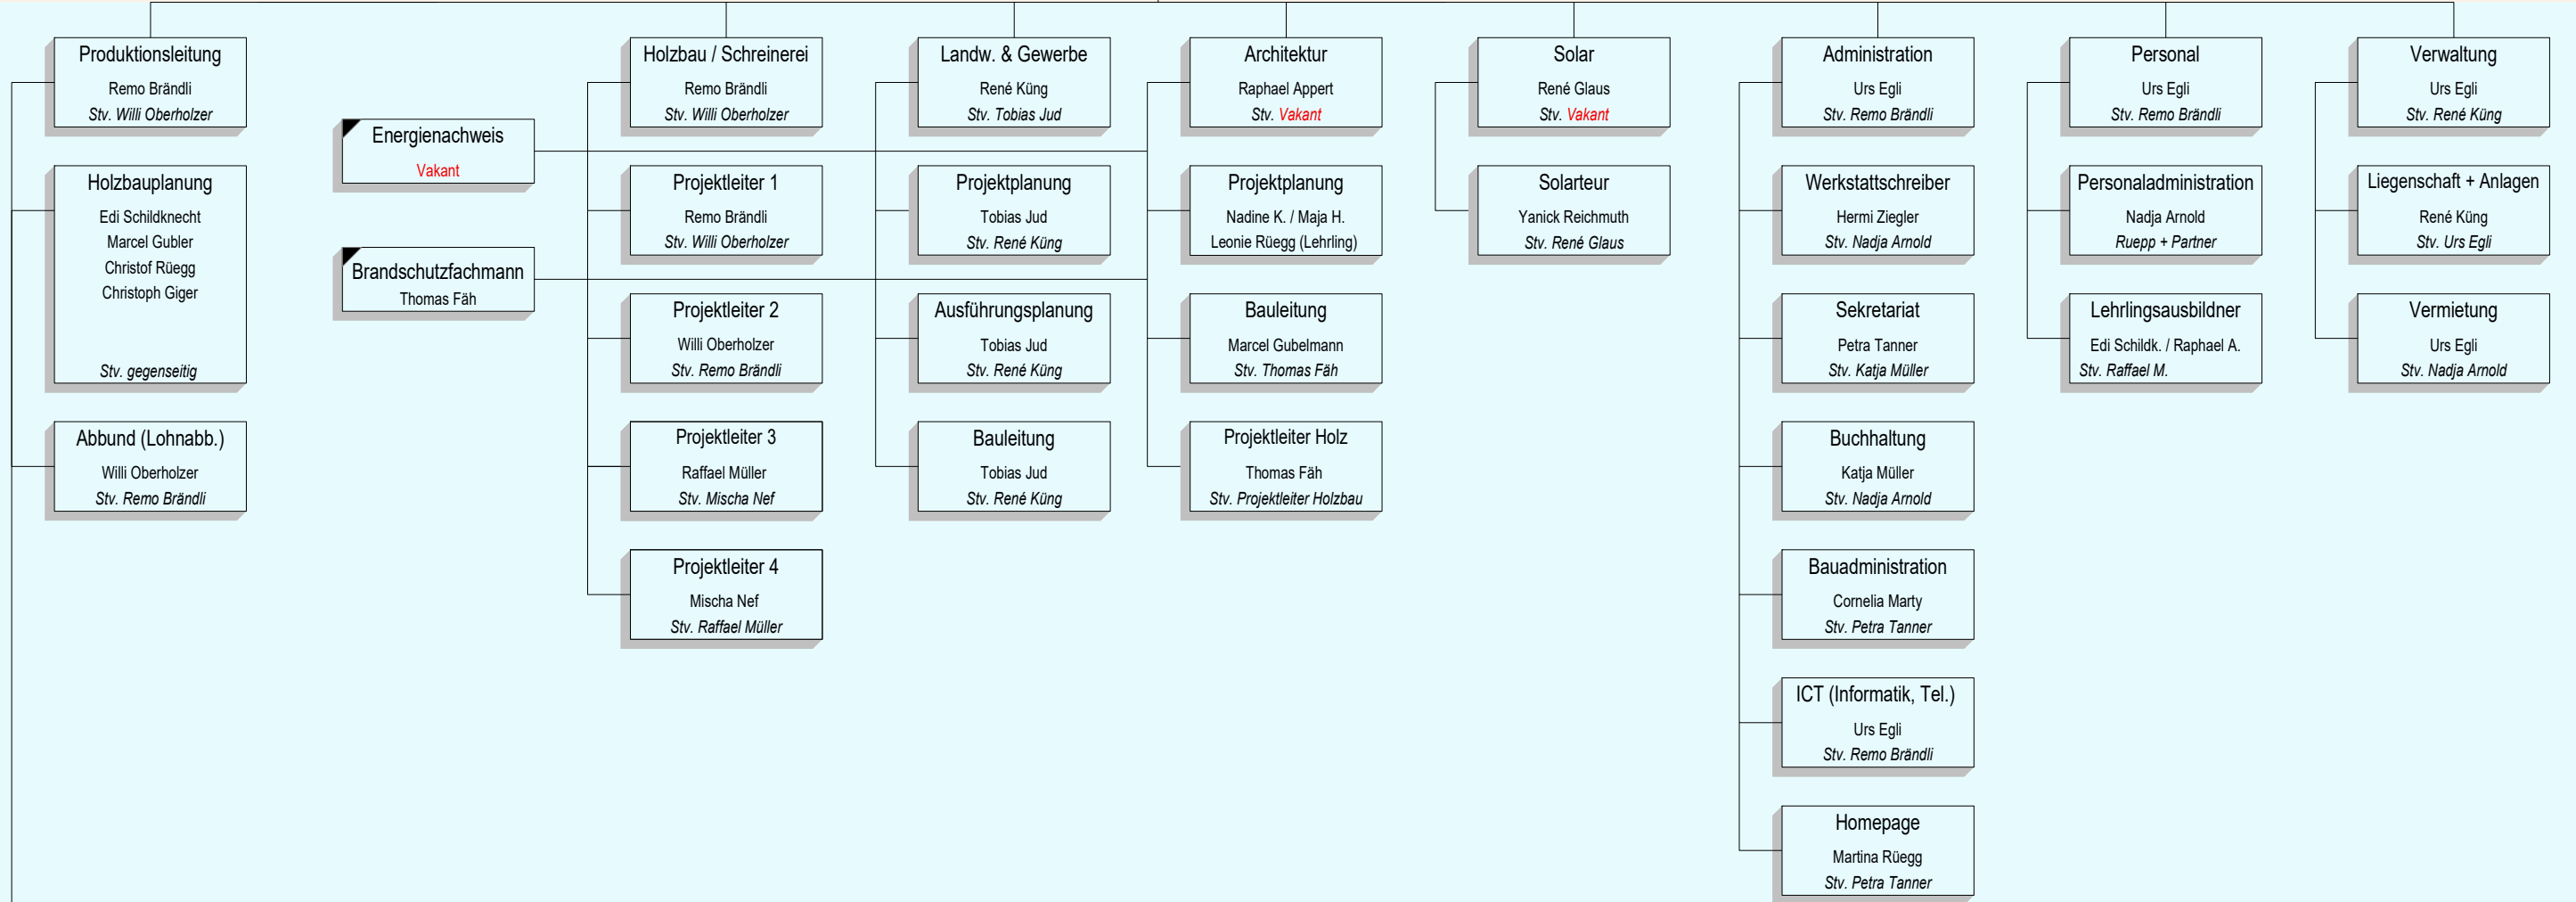 Produktionsleitung
Remo Brändli
Stv. Willi Oberholzer
Holzbauplanung
Edi Schildknecht
Marcel Gubler
Christof Rüegg
Christoph Giger
Stv. gegenseitig
Abbund (Lohnabb.)
Willi Oberholzer
Stv. Remo Brändli
Energienachweis
Vakant
Brandschutzfachmann
Thomas Fäh
Holzbau / Schreinerei
Remo Brändli
Stv. Willi Oberholzer
Projektleiter 1
Remo Brändli
Stv. Willi Oberholzer
Projektleiter 2
Willi Oberholzer
Stv. Remo Brändli
Projektleiter 3
Raffael Müller
Stv. Mischa Nef
Projektleiter 4
Mischa Nef
Stv. Raffael Müller
Landw. & Gewerbe
René Küng
Stv. Tobias Jud
Projektplanung
Tobias Jud
Stv. René Küng
Ausführungsplanung
Tobias Jud
Stv. René Küng
Bauleitung
Tobias Jud
Stv. René Küng
Architektur
Raphael Appert
Stv. Vakant
Projektplanung
Nadine K. / Maja H.
Leonie Rüegg (Lehrling)
Bauleitung
Marcel Gubelmann
Stv. Thomas Fäh
Projektleiter Holz
Thomas Fäh
Stv. Projektleiter Holzbau
Solar
René Glaus
Stv. Vakant
Solarteur
Yanick Reichmuth
Stv. René Glaus
Administration
Urs Egli
Stv. Remo Brändli
Werkstattschreiber
Hermi Ziegler
Stv. Nadja Arnold
Sekretariat
Petra Tanner
Stv. Katja Müller
Buchhaltung
Katja Müller
Stv. Nadja Arnold
Bauadministration
Cornelia Marty
Stv. Petra Tanner
ICT (Informatik, Tel.)
Urs Egli
Stv. Remo Brändli
Homepage
Martina Rüegg
Stv. Petra Tanner
Personal
Urs Egli
Stv. Remo Brändli
Personaladministration
Nadja Arnold
Ruepp + Partner
Lehrlingsausbildner
Edi Schildk. / Raphael A.
Stv. Raffael M.
Verwaltung
Urs Egli
Stv. René Küng
Liegenschaft + Anlagen
René Küng
Stv. Urs Egli
Vermietung
Urs Egli
Stv. Nadja Arnold